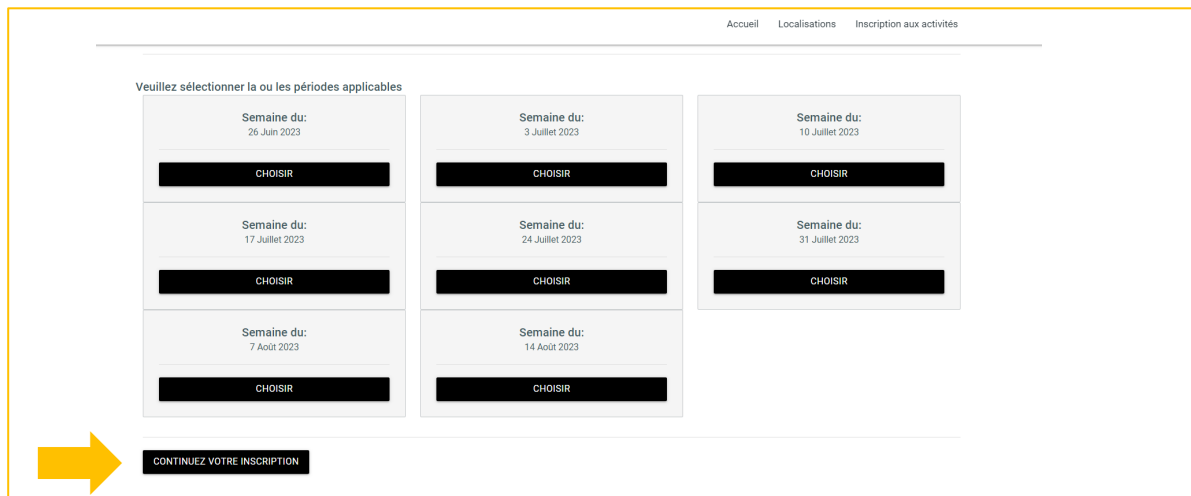 Accueil Localisations Inscription aux activités
Veuillez sélectionner la ou les périodes applicables
Semaine du: Semaine du: Semaine du:
26 Juin 2023 3 Juillet 2023 10 Juillet 2023
CHOISIR CHOISIR CHOISIR
Semaine du: Semaine du: Semaine du:
17 Juillet 2023 24 Juillet 2023 31 Juillet 2023
CHOISIR CHOISIR CHOISIR
Semaine du: Semaine du:
7 Août 2023 14 Août 2023
CHOISIR CHOISIR
CONTINUEZ VOTRE INSCRIPTION